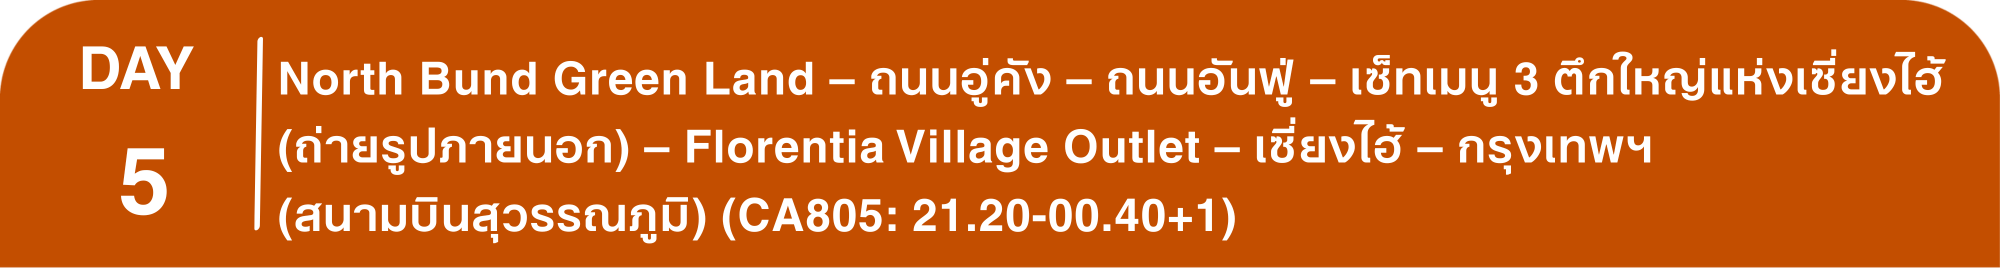 DAY
5
North Bund Green Land – ถนนอู่คัง – ถนนอันฟู่ – เซ็ทเมนู 3 ตึกใหญ่แห่งเซี่ยงไฮ้
(ถ่ายรูปภายนอก) – Florentia Village Outlet – เซี่ยงไฮ้ – กรุงเทพฯ
(สนามบินสุวรรณภูมิ) (CA805: 21.20-00.40+1)